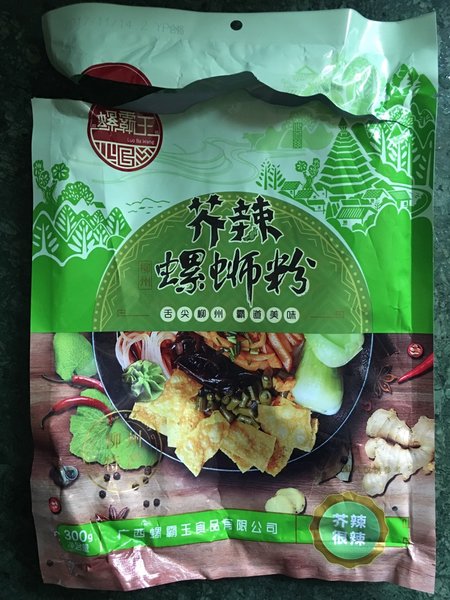 螺霸王
Luo Ba Wang
芥辣
螺蛳粉
柳州
舌尖柳州 霸道美味
300g
广西螺霸王食品有限公司
芥辣
很辣